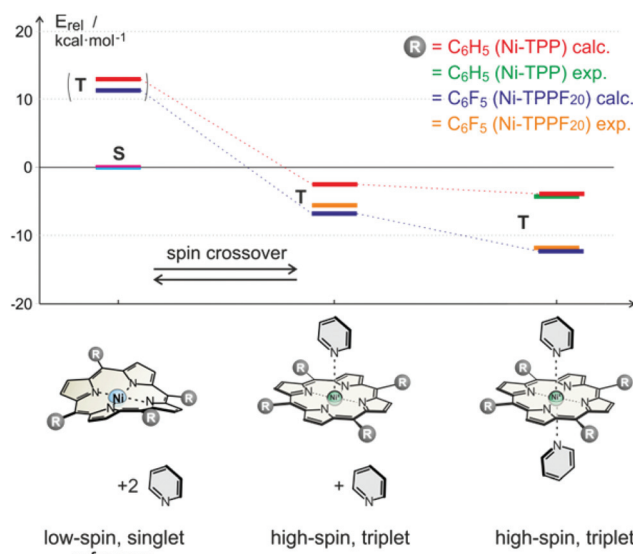 E_rel /
kcal·mol⁻¹
20
10
0
-10
-20
( T )
S
T
T
R = C₆H₅ (Ni-TPP) calc.
= C₆H₅ (Ni-TPP) exp.
= C₆F₅ (Ni-TPPF₂₀) calc.
= C₆F₅ (Ni-TPPF₂₀) exp.
spin crossover
R
R
R
R
N
N
N
N
Ni
+2
N
N
R
R
R
R
N
N
N
N
Ni
+
N
N
R
R
R
R
N
N
N
N
Ni
N
low-spin, singlet
high-spin, triplet
high-spin, triplet